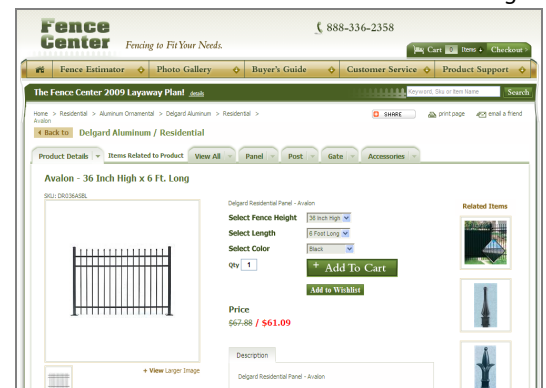 Fence
Center
Fencing to Fit Your Needs.
888-336-2358
Cart 0 Items Checkout
Fence Estimator Photo Gallery Buyer's Guide Customer Service Product Support
The Fence Center 2009 Layaway Plan! details
Keyword, Sku or Item Name Search
Home > Residential > Aluminum Ornamental > Delgard Aluminum > Residential >
Avalon
SHARE print page email a friend
Back to Delgard Aluminum / Residential
Product Details Items Related to Product View All Panel Post Gate Accessories
Avalon - 36 Inch High x 6 Ft. Long
SKU: DR036ASBL
Delgard Residential Panel - Avalon
Select Fence Height 36 Inch High
Select Length 6 Foot Long
Select Color Black
Qty 1
+ Add To Cart
Add to Wishlist
Price
$67.88 / $61.09
+ View Larger Image
Description
Delgard Residential Panel - Avalon
Related Items